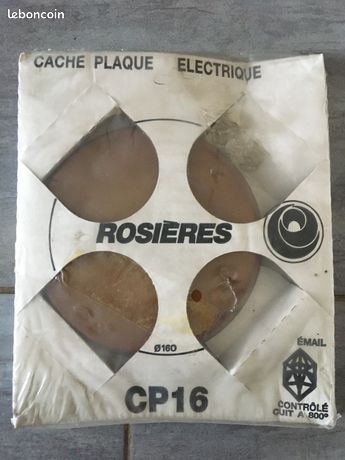 leboncoin
CACHE PLAQUE ELECTRIQUE
ROSIÈRES
Ø160
ÉMAIL
CP16
CONTRÔLÉ
CUIT A 800°